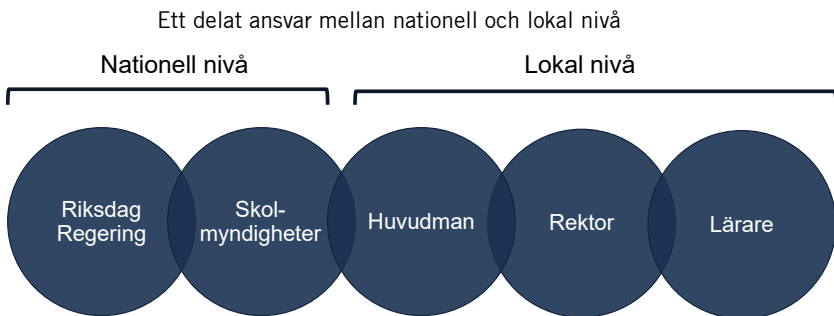 Ett delat ansvar mellan nationell och lokal nivå
Nationell nivå
Lokal nivå
Riksdag
Regering
Skol-
myndigheter
Huvudman
Rektor
Lärare